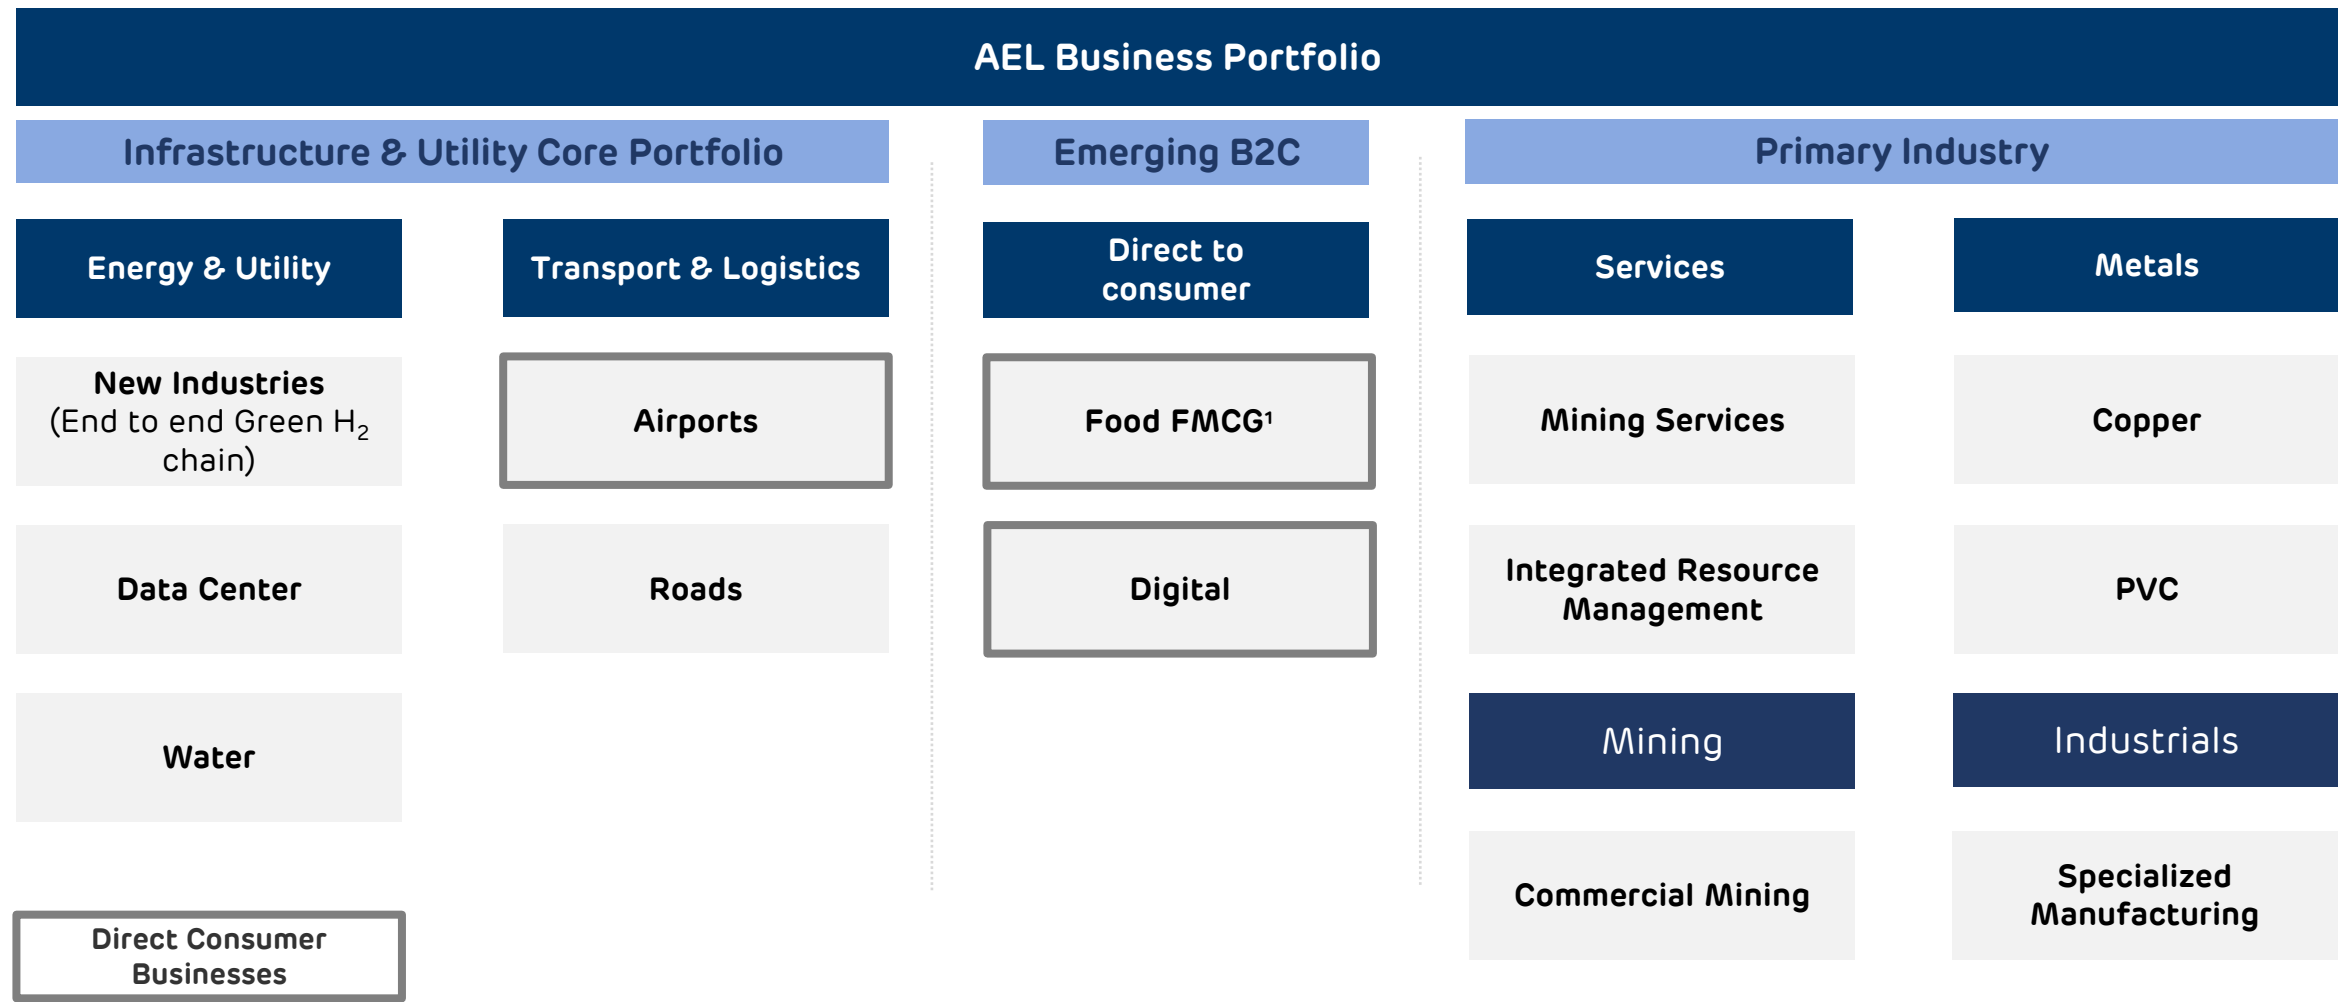 AEL Business Portfolio
Infrastructure & Utility Core Portfolio
Emerging B2C
Primary Industry
Energy & Utility
Transport & Logistics
Direct to
consumer
Services
Metals
New Industries
(End to end Green H₂
chain)
Airports
Food FMCG¹
Mining Services
Copper
Data Center
Roads
Digital
Integrated Resource
Management
PVC
Water
Mining
Industrials
Commercial Mining
Specialized
Manufacturing
Direct Consumer
Businesses